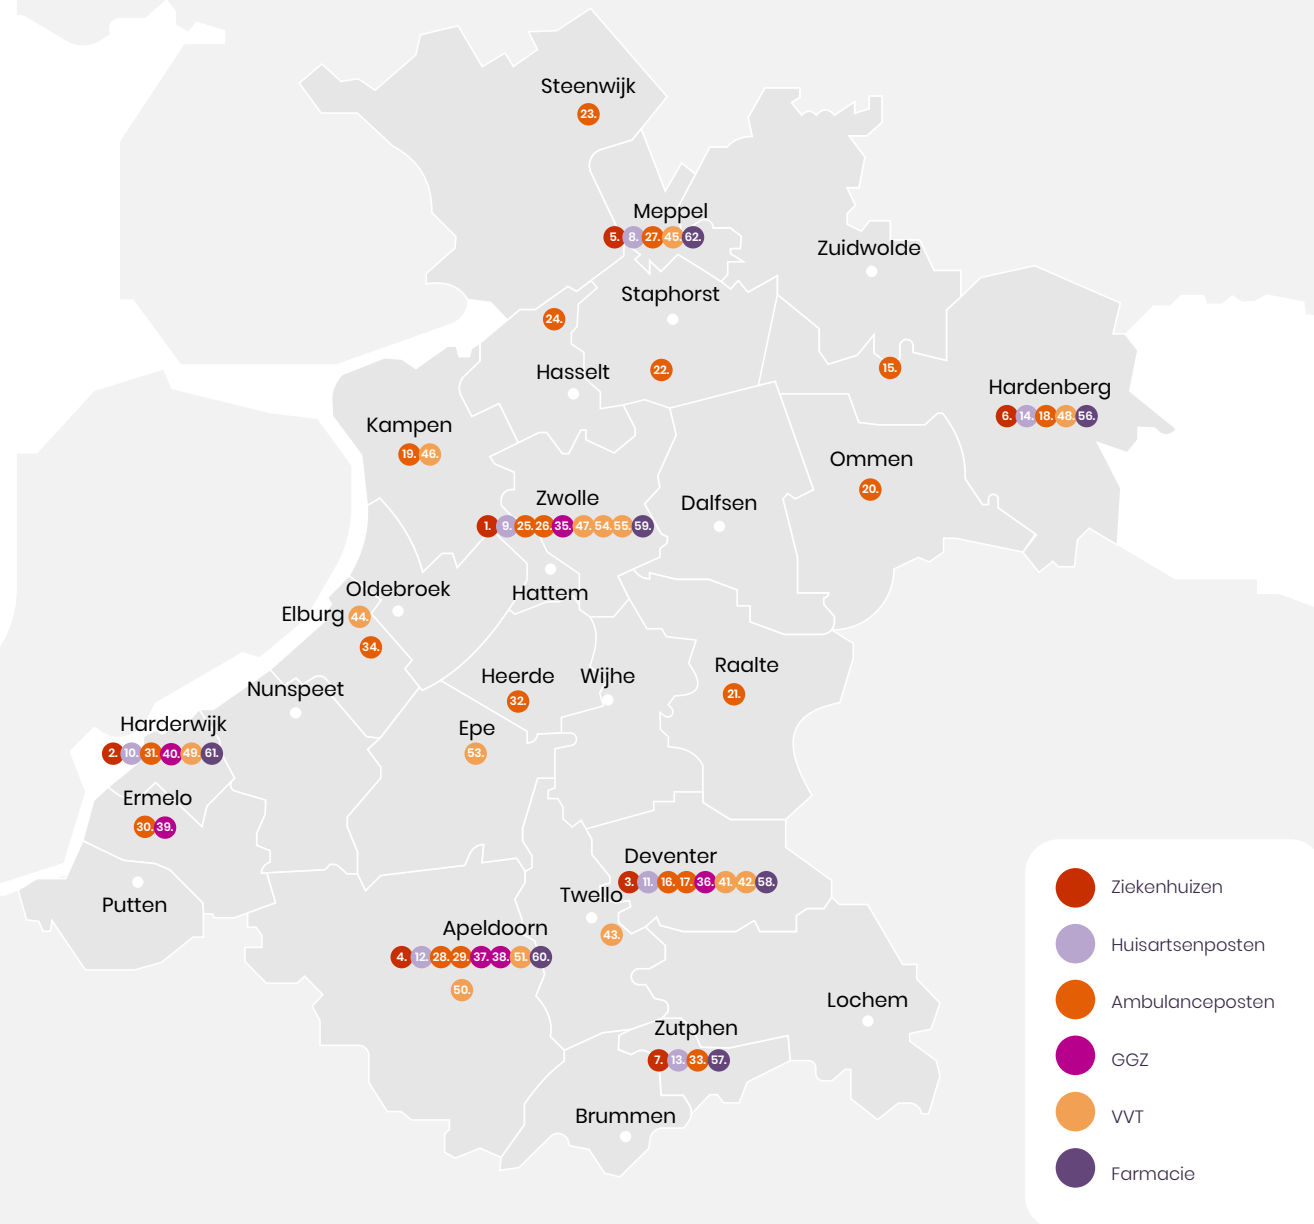 Steenwijk
23.
Meppel
5. 8. 27. 45. 62.
Zuidwolde
Staphorst
24.
22.
15.
Hasselt
Hardenberg
6. 14. 18. 48. 56.
Kampen
19. 46.
Ommen
20.
Zwolle
1. 9. 25. 26. 35. 47. 54. 55. 59.
Dalfsen
Hattem
Oldebroek
Elburg 44.
34.
Raalte
21.
Heerde
32.
Wijhe
Nunspeet
Harderwijk
2. 10. 31. 40. 49. 61.
Epe
53.
Ermelo
30. 39.
Deventer
3. 11. 16. 17. 36. 41. 42. 58.
Twello
43.
Putten
Apeldoorn
4. 12. 28. 29. 37. 38. 51. 60.
50.
Lochem
Zutphen
7. 13. 33. 57.
Brummen
Ziekenhuizen
Huisartsenposten
Ambulanceposten
GGZ
VVT
Farmacie